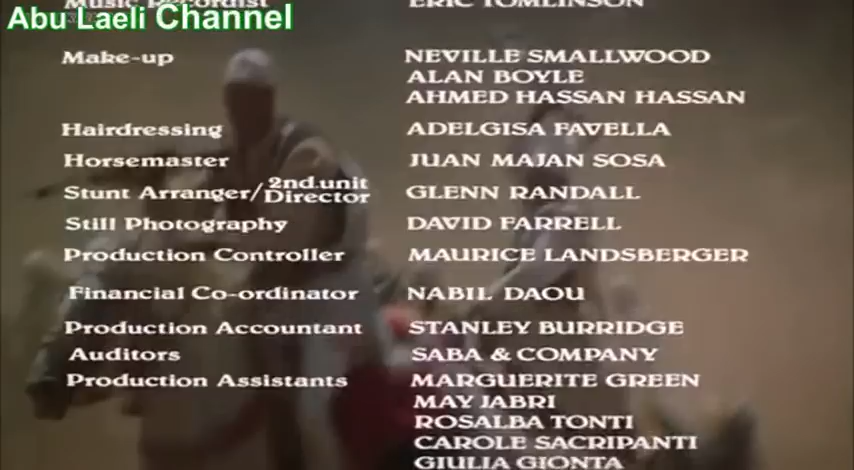 Music Recordist ERIC TOMLINSON
Abu Laeli Channel
Make-up NEVILLE SMALLWOOD
ALAN BOYLE
AHMED HASSAN HASSAN
Hairdressing ADELGISA FAVELLA
Horsemaster JUAN MAJAN SOSA
Stunt Arranger/2nd.unit Director GLENN RANDALL
Still Photography DAVID FARRELL
Production Controller MAURICE LANDSBERGER
Financial Co-ordinator NABIL DAOU
Production Accountant STANLEY BURRIDGE
Auditors SABA & COMPANY
Production Assistants MARGUERITE GREEN
MAY JABRI
ROSALBA TONTI
CAROLE SACRIPANTI
GIULIA GIONTA